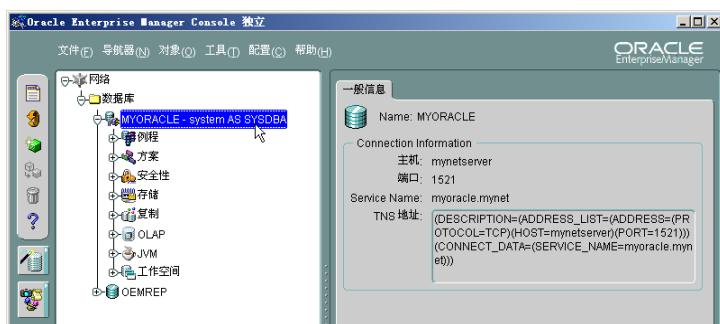 Oracle Enterprise Manager Console 独立
文件(F) 导航器(N) 对象(O) 工具(T) 配置(C) 帮助(H)
ORACLE
EnterpriseManager
网络
数据库
MYORACLE - system AS SYSDBA
例程
方案
安全性
存储
复制
OLAP
JVM
工作空间
OEMREP
一般信息
Name: MYORACLE
Connection Information
主机: mynetserver
端口: 1521
Service Name: myoracle.mynet
TNS 地址: (DESCRIPTION=(ADDRESS_LIST=(ADDRESS=(PR
OTOCOL=TCP)(HOST=mynetserver)(PORT=1521)))
(CONNECT_DATA=(SERVICE_NAME=myoracle.myn
et)))